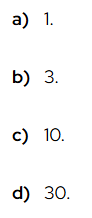 a) 1.
b) 3.
c) 10.
d) 30.